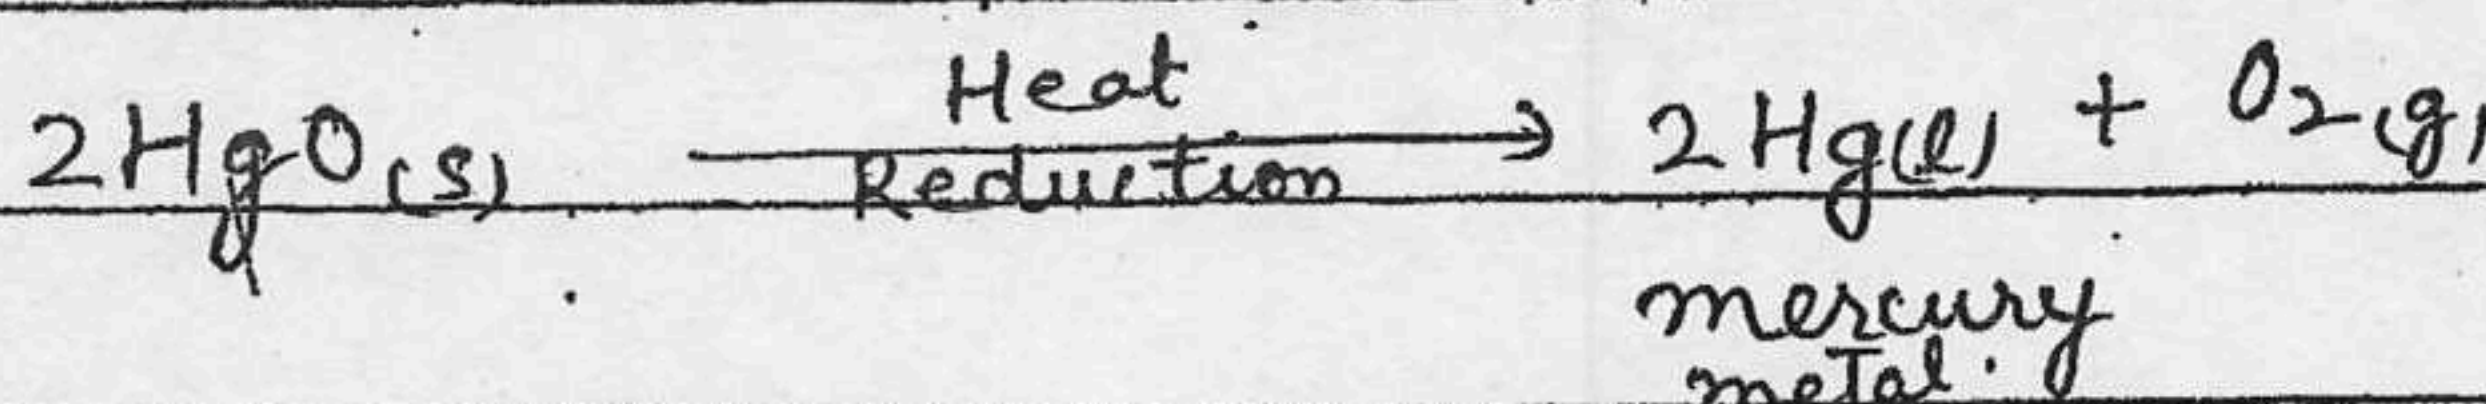 Heat
2HgO(s) → 2Hg(l) + O2(g)
Reduction
mercury
metal.